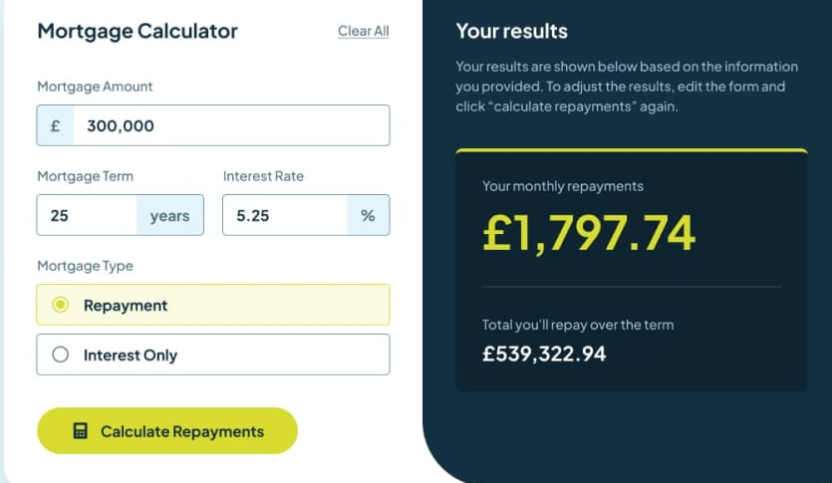 Mortgage Calculator
Clear All
Mortgage Amount
£ 300,000
Mortgage Term
25 years
Interest Rate
5.25 %
Mortgage Type
Repayment
Interest Only
Calculate Repayments
Your results
Your results are shown below based on the information
you provided. To adjust the results, edit the form and
click “calculate repayments” again.
Your monthly repayments
£1,797.74
Total you'll repay over the term
£539,322.94